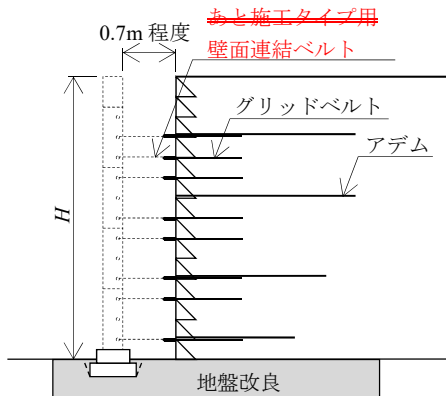 あと施工タイプ用
0.7m 程度
壁面連結ベルト
グリッドベルト
アデム
H
地盤改良